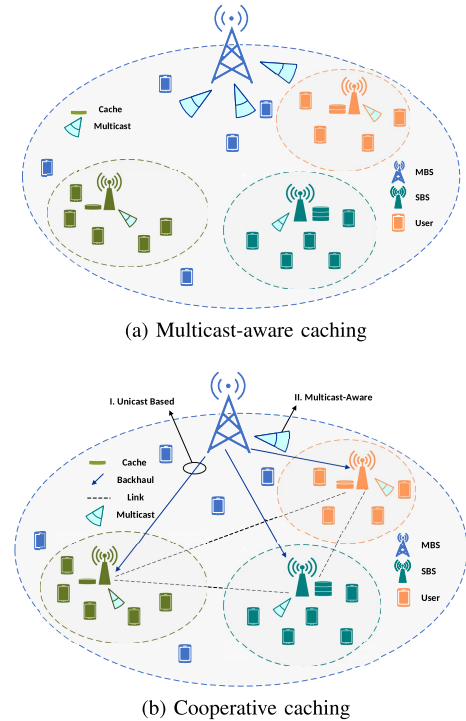 Cache
Multicast
MBS
SBS
User
(a) Multicast-aware caching
I. Unicast Based
II. Multicast-Aware
Cache
Backhaul
Link
Multicast
MBS
SBS
User
(b) Cooperative caching